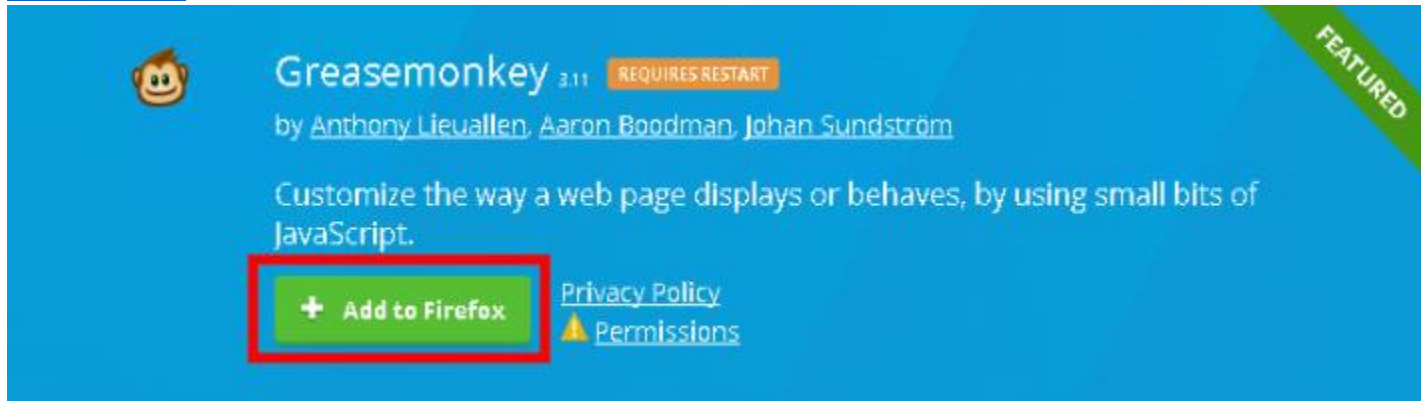 Greasemonkey 3.11 REQUIRES RESTART
FEATURED
by Anthony Lieuallen, Aaron Boodman, Johan Sundström
Customize the way a web page displays or behaves, by using small bits of
JavaScript.
+ Add to Firefox
Privacy Policy
Permissions